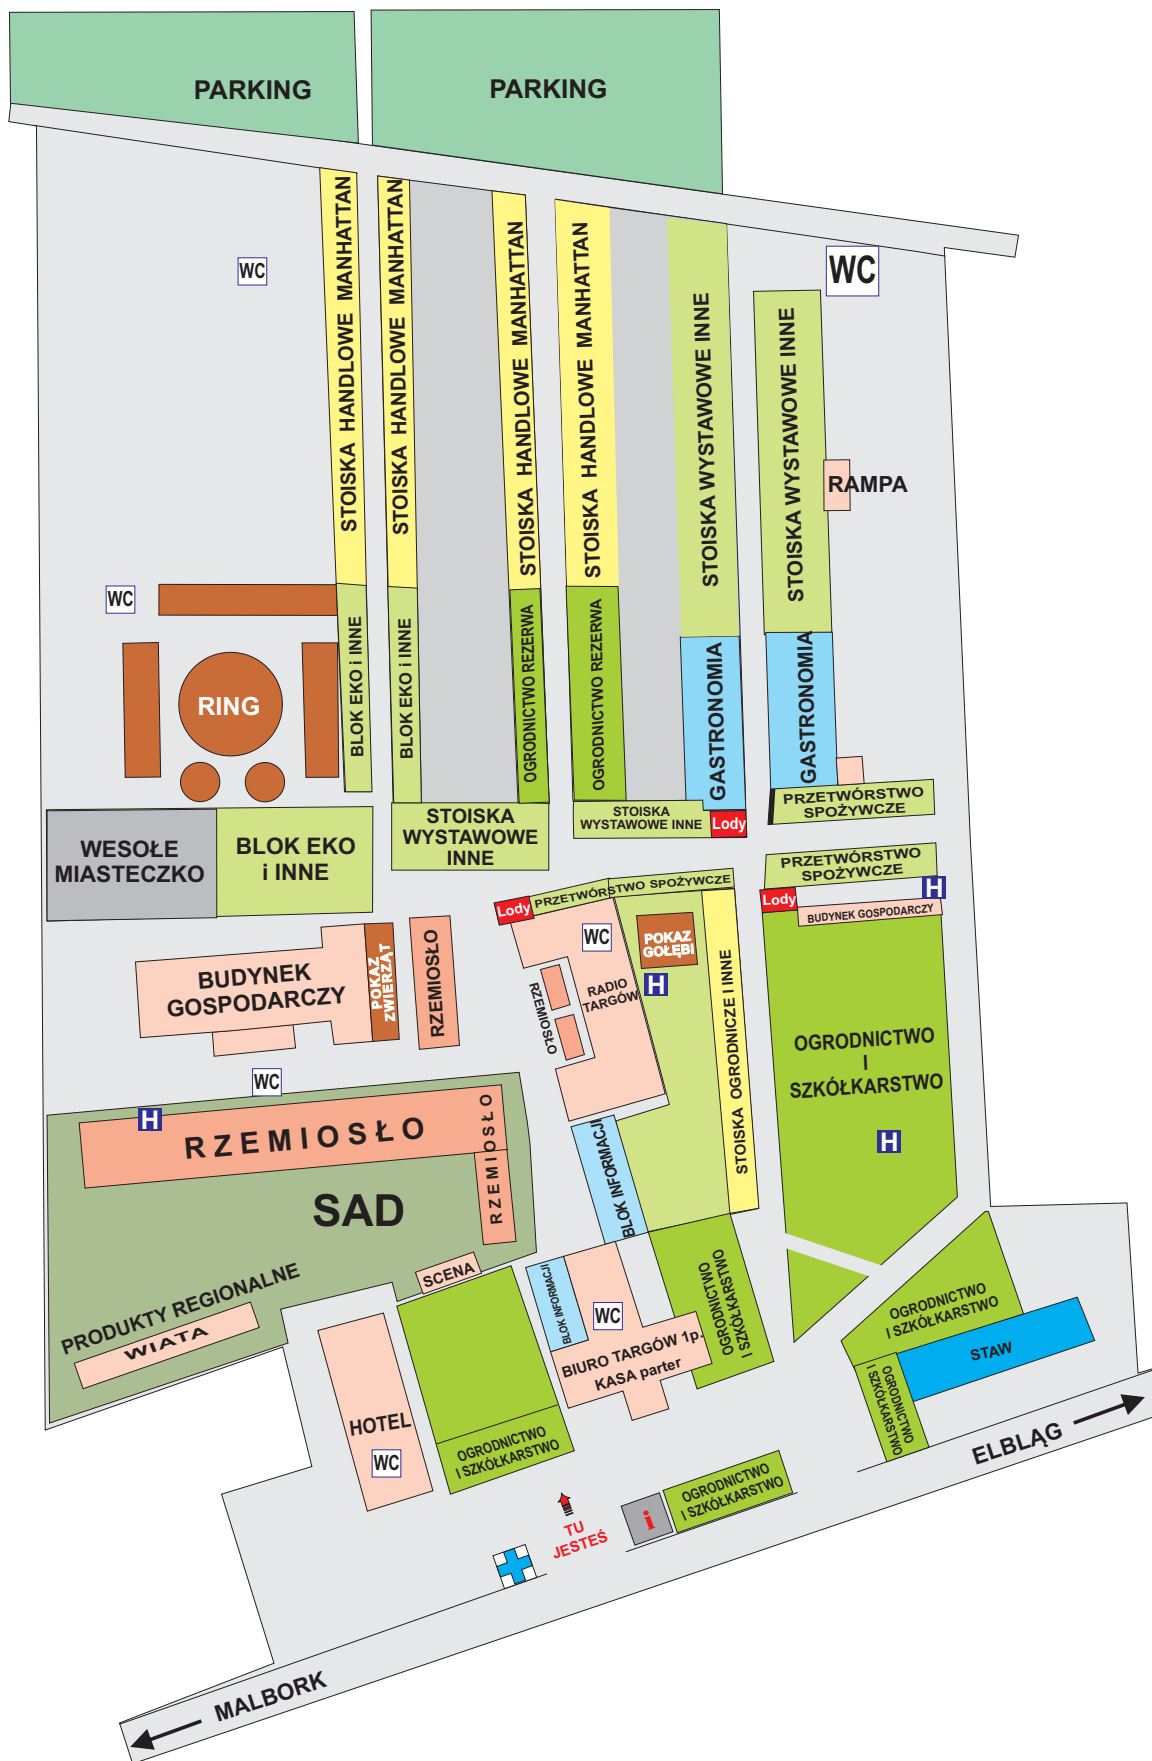 PARKING
PARKING
STOISKA HANDLOWE MANHATTAN
STOISKA HANDLOWE MANHATTAN
STOISKA HANDLOWE MANHATTAN
STOISKA HANDLOWE MANHATTAN
STOISKA WYSTAWOWE INNE
STOISKA WYSTAWOWE INNE
WC
WC
RAMPA
WC
RING
BLOK EKO i INNE
BLOK EKO i INNE
OGRODNICTWO REZERWA
OGRODNICTWO REZERWA
GASTRONOMIA
GASTRONOMIA
WESOŁE
MIASTECZKO
BLOK EKO
i INNE
STOISKA
WYSTAWOWE
INNE
STOISKA
WYSTAWOWE INNE
Lody
PRZETWÓRSTWO
SPOŻYWCZE
PRZETWÓRSTWO
SPOŻYWCZE
H
Lody
BUDYNEK GOSPODARCZY
Lody
PRZETWÓRSTWO SPOŻYWCZE
WC
POKAZ
GOŁĘBI
H
RADIO
TARGÓW
RZEMIOSŁO
STOISKA OGRODNICZE I INNE
BUDYNEK
GOSPODARCZY
POKAZ
ZWIERZĄT
RZEMIOSŁO
OGRODNICTWO
I
SZKÓŁKARSTWO
H
WC
H
RZEMIOSŁO
RZEMIOSŁO
RZEMIOSŁO
SAD
BLOK INFORMACJI
SCENA
PRODUKTY REGIONALNE
WIATA
BLOK INFORMACJI
WC
BIURO TARGÓW 1p.
KASA parter
OGRODNICTWO
I SZKÓŁKARSTWO
OGRODNICTWO
I SZKÓŁKARSTWO
STAW
OGRODNICTWO
I SZKÓŁKARSTWO
HOTEL
WC
OGRODNICTWO
I SZKÓŁKARSTWO
OGRODNICTWO
I SZKÓŁKARSTWO
i
TU
JESTEŚ
ELBLĄG
MALBORK